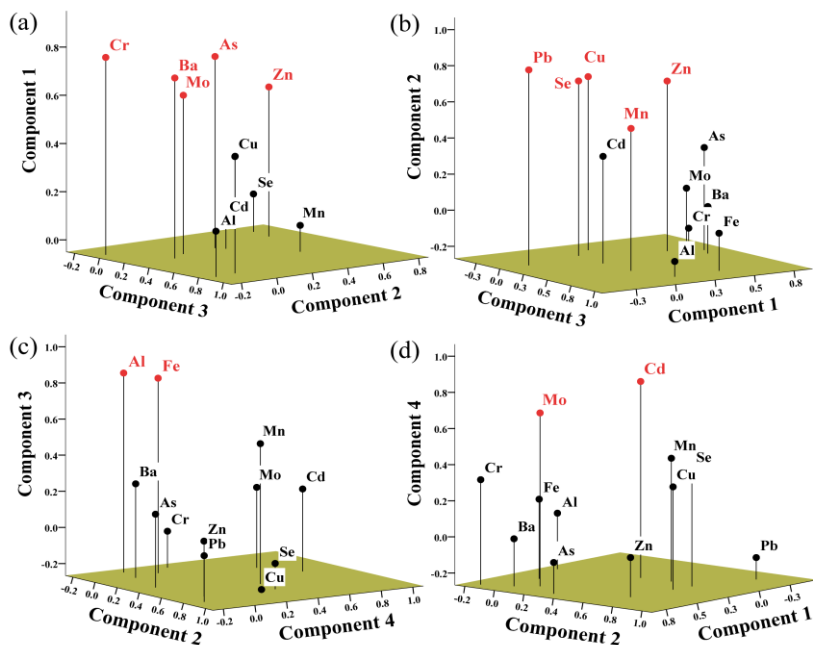 (a)
Component 1
0.8
0.6
0.4
0.2
0.0
Cr
Ba
Mo
As
Zn
Cu
Se
Cd
Al
Mn
-0.2
0.0
0.2
0.4
0.6
0.8
1.0
Component 3
-0.2
0.0
0.2
0.4
0.6
0.8
Component 2
(b)
Component 2
1.0
0.8
0.6
0.4
0.2
0.0
-0.2
Pb
Se
Cu
Zn
Mn
Cd
As
Mo
Ba
Cr
Fe
Al
-0.3
0.0
0.3
0.5
0.8
1.0
Component 3
-0.3
0.0
0.3
0.5
0.8
Component 1
(c)
Component 3
1.0
0.8
0.6
0.4
0.2
0.0
-0.2
Al
Fe
Mn
Ba
Mo
Cd
As
Cr
Zn
Pb
Se
Cu
-0.2
0.0
0.2
0.4
0.6
0.8
1.0
Component 2
-0.2
0.0
0.2
0.4
0.6
0.8
1.0
Component 4
(d)
Component 4
1.0
0.8
0.6
0.4
0.2
0.0
-0.2
Cd
Mo
Cr
Mn
Se
Cu
Fe
Al
Ba
As
Zn
Pb
-0.2
0.0
0.2
0.4
0.6
0.8
1.0
Component 2
0.8
0.5
0.3
0.0
-0.3
Component 1